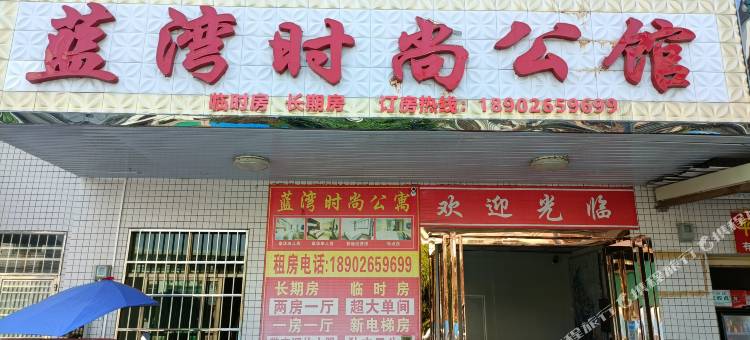 蓝湾时尚公馆
临时房 长期房 订房热线：18902659699
蓝湾时尚公寓
欢迎光临
租房电话:18902659699
长期房 临时房
两房一厅 超大单间
一房一厅 新电梯房